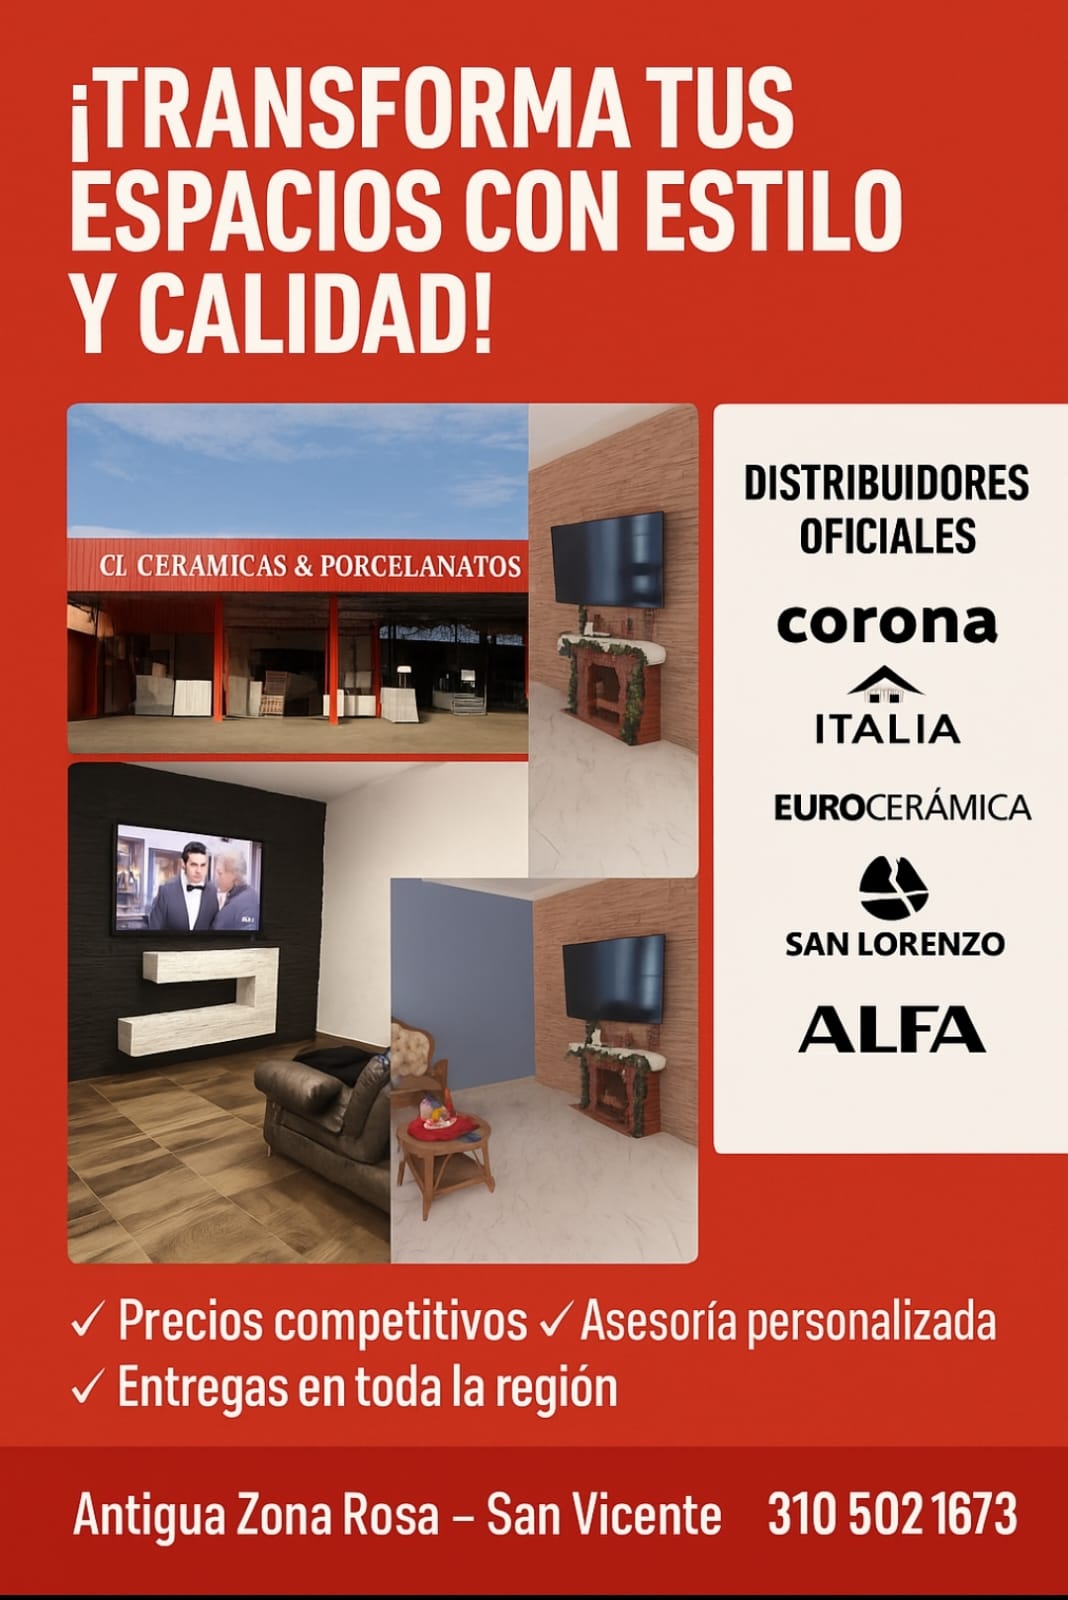 ¡TRANSFORMA TUS
ESPACIOS CON ESTILO
Y CALIDAD!
CL CERAMICAS & PORCELANATOS
DISTRIBUIDORES
OFICIALES
corona
ITALIA
EUROCERÁMICA
SAN LORENZO
ALFA
✓ Precios competitivos ✓ Asesoría personalizada
✓ Entregas en toda la región
Antigua Zona Rosa – San Vicente 310 502 1673